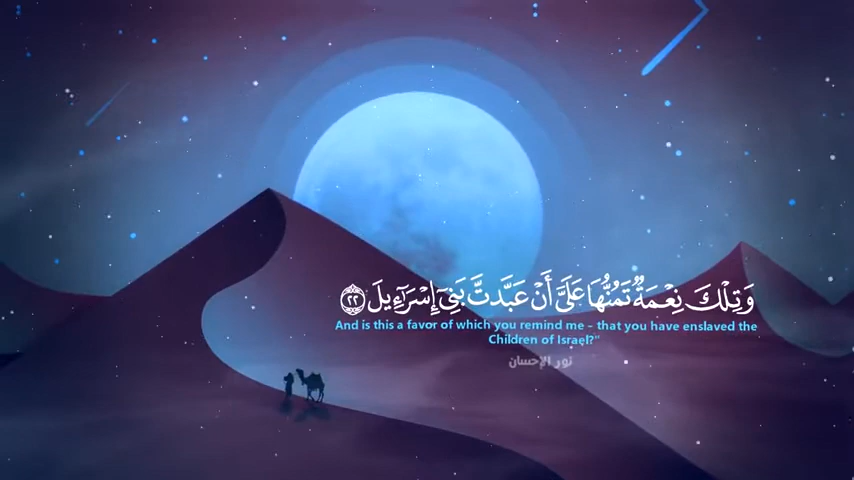 وَتِلْكَ نِعْمَةٌ تَمُنُّهَا عَلَىَّ أَنْ عَبَّدتَّ بَنِىٓ إِسْرَٰٓءِيلَ ٢٢
And is this a favor of which you remind me – that you have enslaved the
Children of Israel?"
نور الإحسان